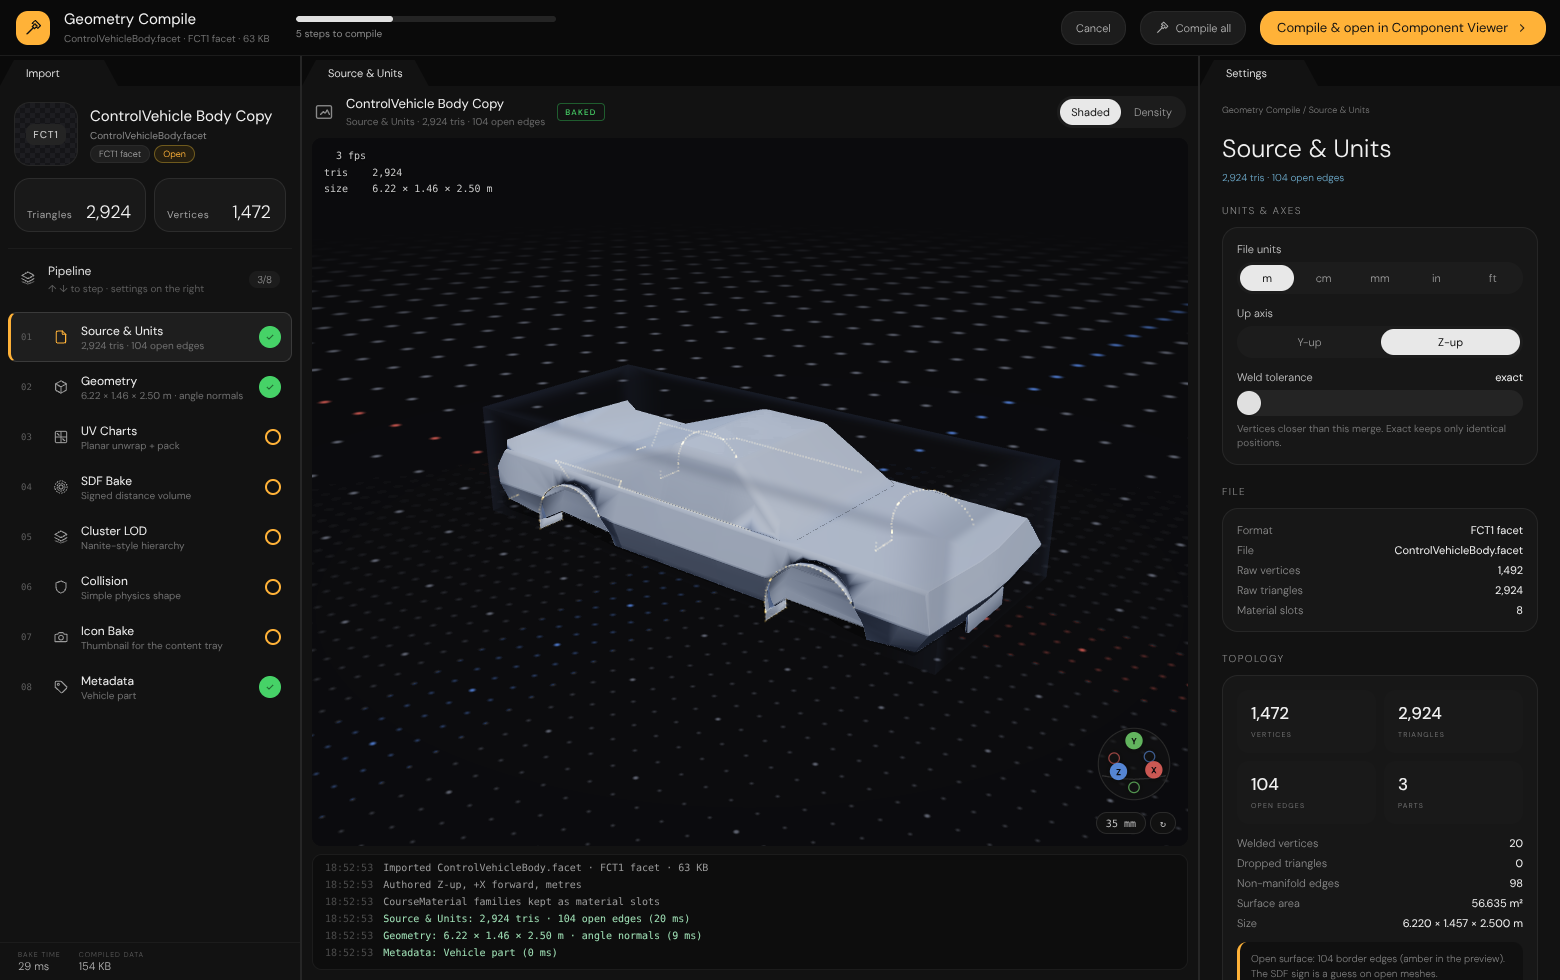 Geometry Compile
ControlVehicleBody.facet · FCT1 facet · 63 KB
5 steps to compile
Cancel
Compile all
Compile & open in Component Viewer
Import
FCT1
ControlVehicle Body Copy
ControlVehicleBody.facet
FCT1 facet
Open
Triangles 2,924
Vertices 1,472
Pipeline
↑ ↓ to step · settings on the right
3/8
01
Source & Units
2,924 tris · 104 open edges
02
Geometry
6.22 × 1.46 × 2.50 m · angle normals
03
UV Charts
Planar unwrap + pack
04
SDF Bake
Signed distance volume
05
Cluster LOD
Nanite-style hierarchy
06
Collision
Simple physics shape
07
Icon Bake
Thumbnail for the content tray
08
Metadata
Vehicle part
BAKE TIME
29 ms
COMPILED DATA
154 KB
Source & Units
ControlVehicle Body Copy
Source & Units · 2,924 tris · 104 open edges
BAKED
Shaded
Density
3 fps
tris 2,924
size 6.22 × 1.46 × 2.50 m
Y
Z
X
35 mm
↻
18:52:53 Imported ControlVehicleBody.facet · FCT1 facet · 63 KB
18:52:53 Authored Z-up, +X forward, metres
18:52:53 CourseMaterial families kept as material slots
18:52:53 Source & Units: 2,924 tris · 104 open edges (20 ms)
18:52:53 Geometry: 6.22 × 1.46 × 2.50 m · angle normals (9 ms)
18:52:53 Metadata: Vehicle part (0 ms)
Settings
Geometry Compile / Source & Units
Source & Units
2,924 tris · 104 open edges
UNITS & AXES
File units
m cm mm in ft
Up axis
Y-up Z-up
Weld tolerance exact
Vertices closer than this merge. Exact keeps only identical
positions.
FILE
Format FCT1 facet
File ControlVehicleBody.facet
Raw vertices 1,492
Raw triangles 2,924
Material slots 8
TOPOLOGY
1,472
VERTICES
2,924
TRIANGLES
104
OPEN EDGES
3
PARTS
Welded vertices 20
Dropped triangles 0
Non-manifold edges 98
Surface area 56.635 m²
Size 6.220 × 1.457 × 2.500 m
Open surface: 104 border edges (amber in the preview).
The SDF sign is a guess on open meshes.